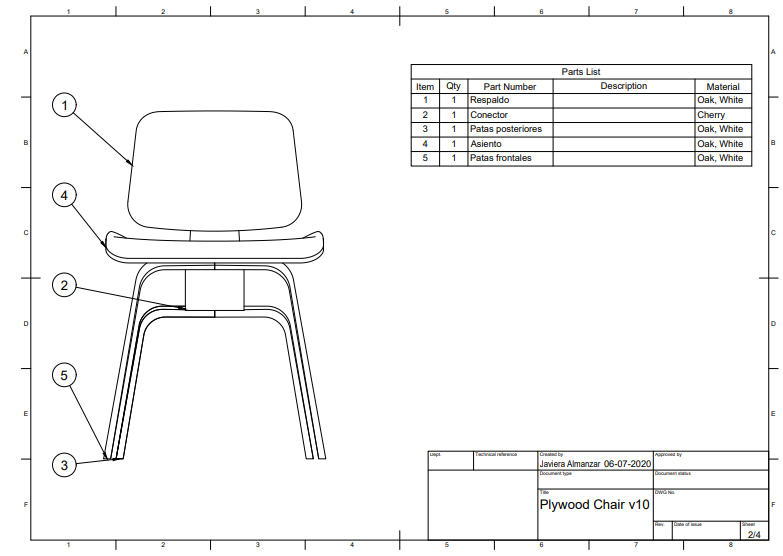 1 2 3 4 5 6 7 8
A A
B B
C C
D D
E E
F F
1
4
2
5
3
Parts List
Item Qty Part Number Description Material
1 1 Respaldo Oak, White
2 1 Conector Cherry
3 1 Patas posteriores Oak, White
4 1 Asiento Oak, White
5 1 Patas frontales Oak, White
Dept. Technical reference Created by Approved by
Javiera Almanzar 06-07-2020
Document type Document status
Title DWG No.
Plywood Chair v10
Rev. Date of issue Sheet
2/4
1 2 3 4 5 6 7 8